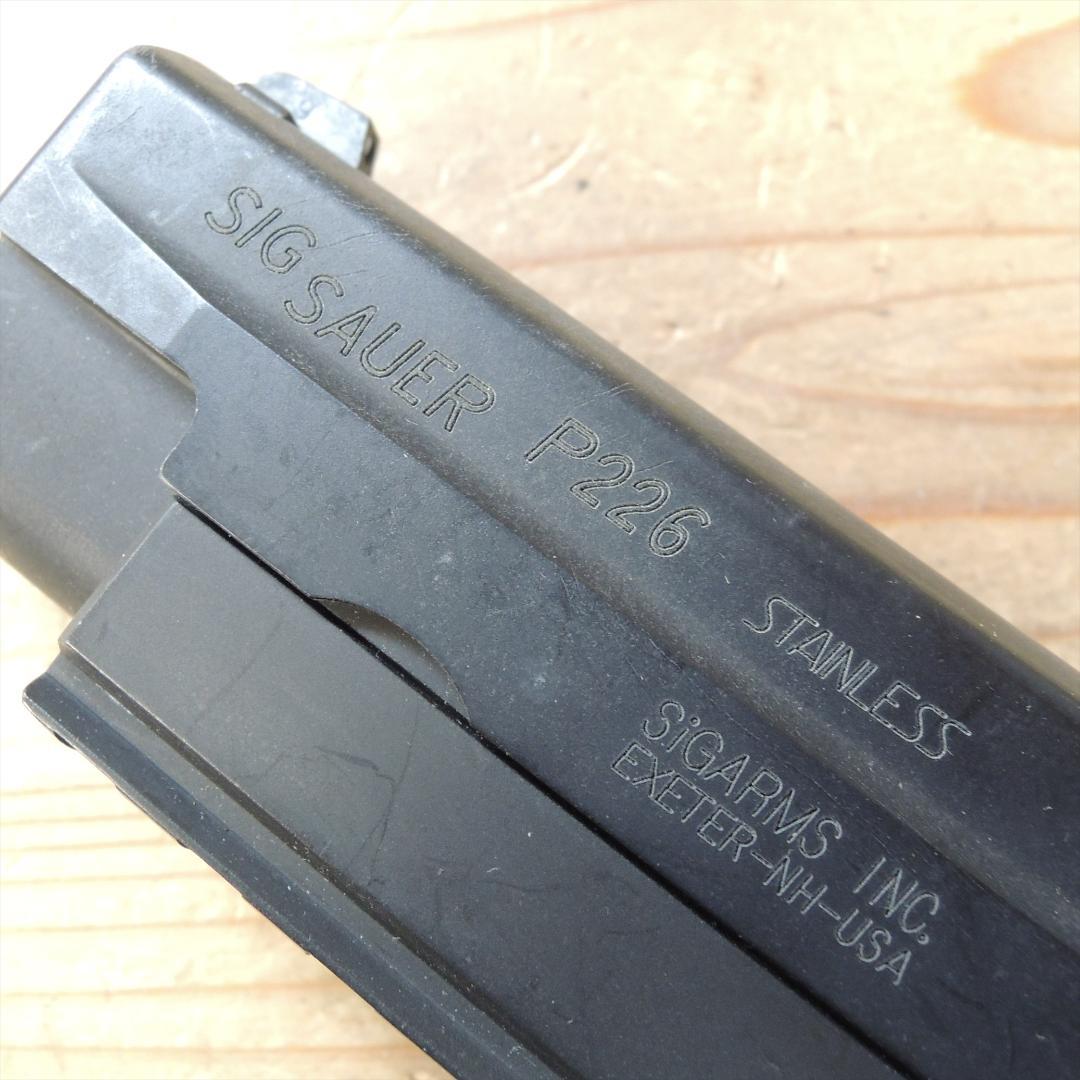 SIG SAUER P226 STAINLESS
SiGARMS INC.
EXETER-NH-USA